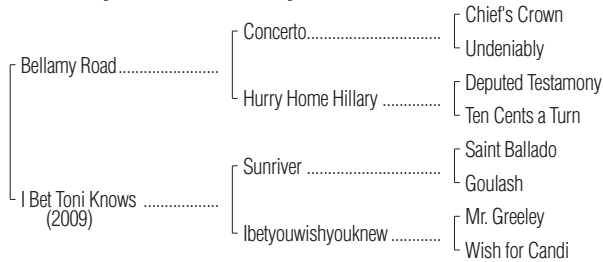 Chief's Crown
Concerto..................
Undeniably
Bellamy Road......................
Deputed Testamony
Hurry Home Hillary .............
Ten Cents a Turn
Saint Ballado
Sunriver ..........................
Goulash
I Bet Toni Knows .................
(2009)
Mr. Greeley
Ibetyouwishyouknew............
Wish for Candi